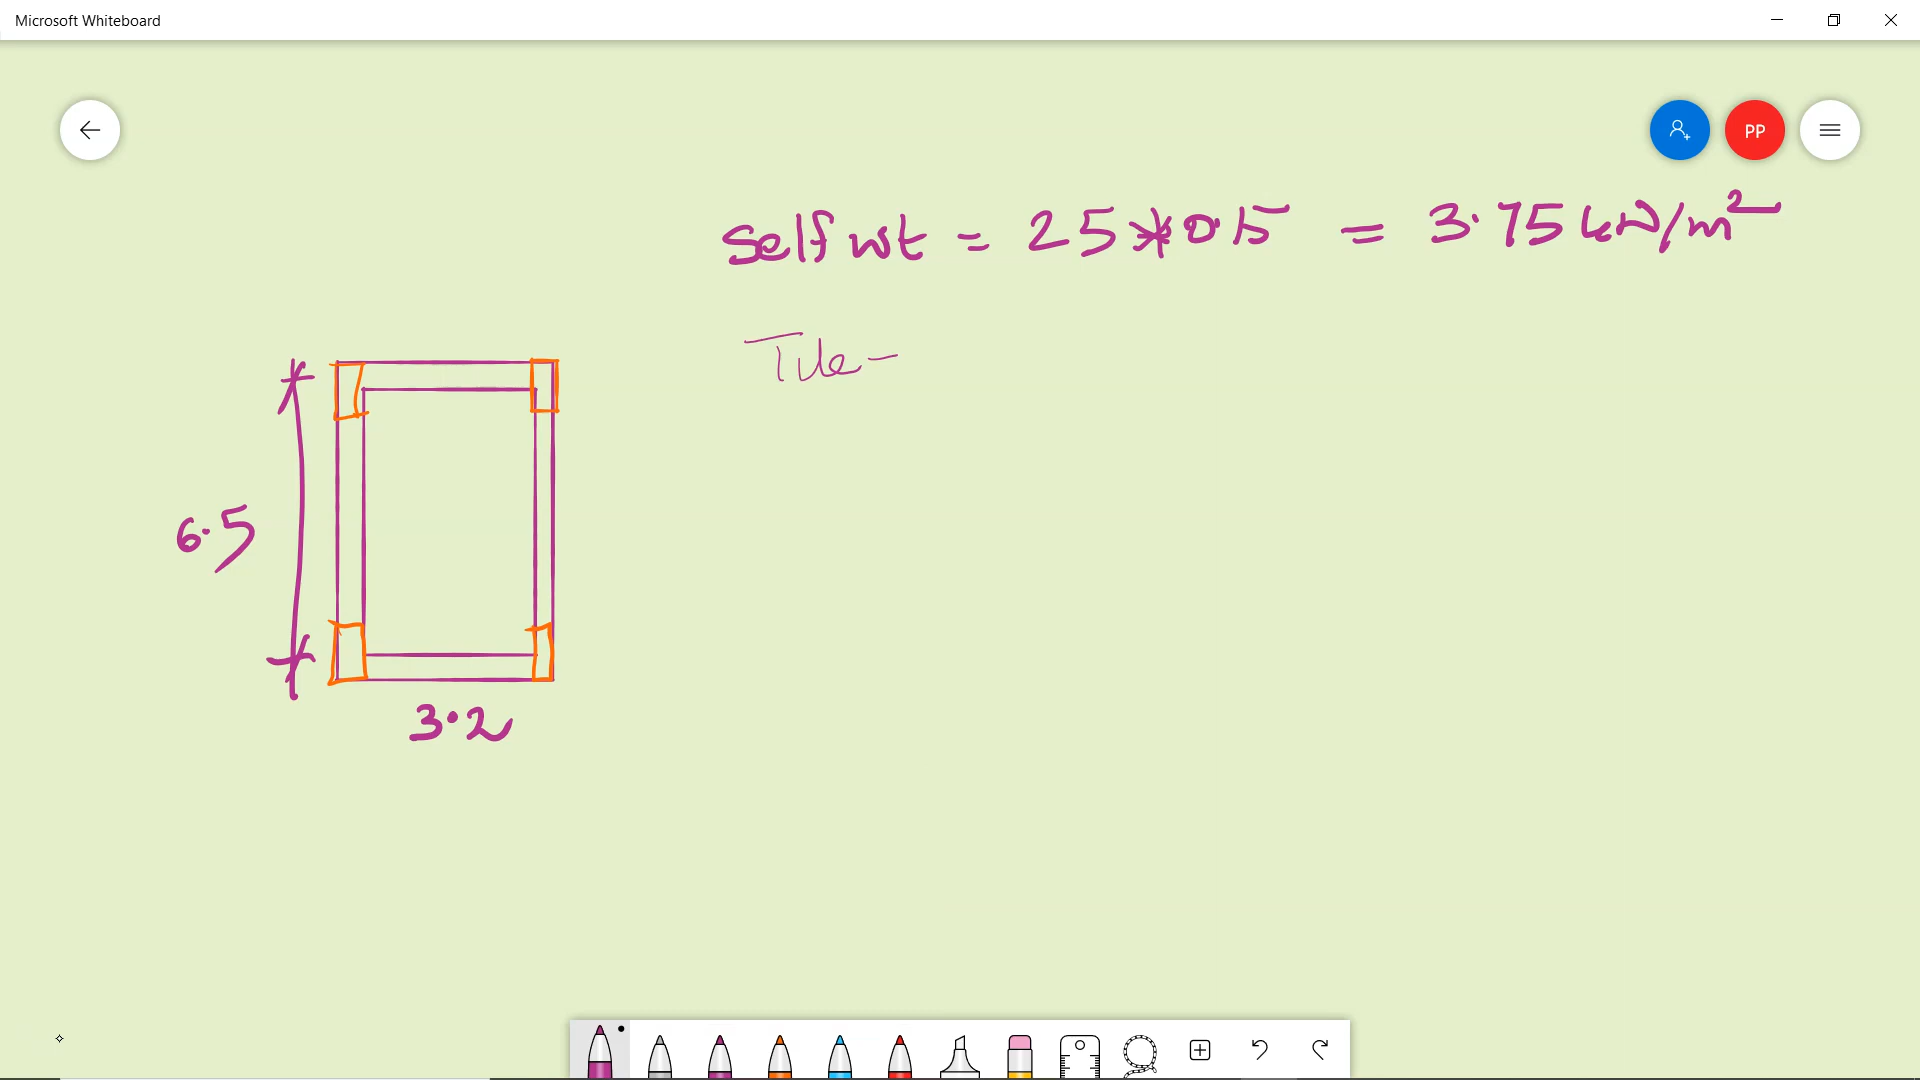 Microsoft Whiteboard
PP
Self wt = 25*0.15 = 3.75 kN/m²
Tile -
6.5
3.2